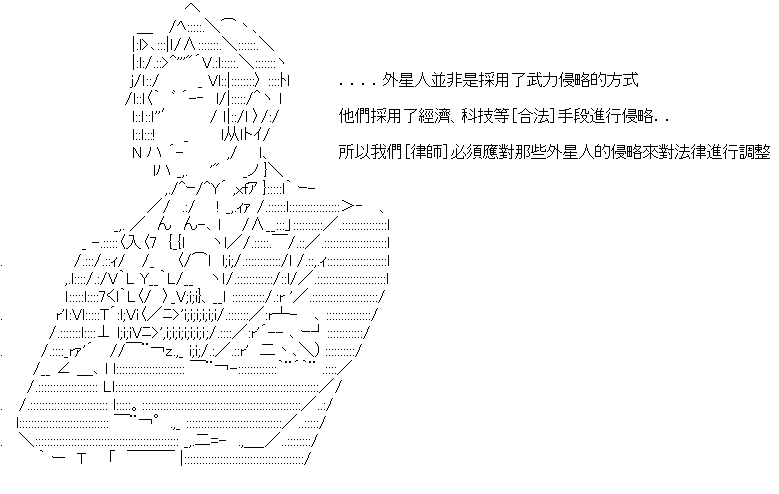 ....外星人並非是採用了武力侵略的方式
他們採用了經濟、科技等[合法]手段進行侵略..
所以我們[律師]必須應對那些外星人的侵略來對法律進行調整